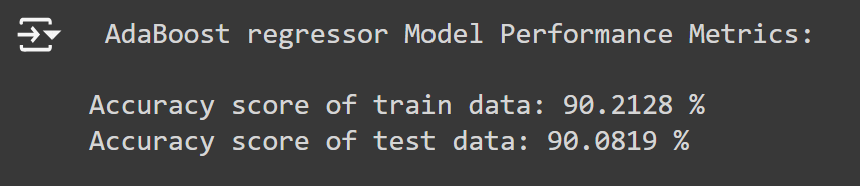 AdaBoost regressor Model Performance Metrics:
Accuracy score of train data: 90.2128 %
Accuracy score of test data: 90.0819 %